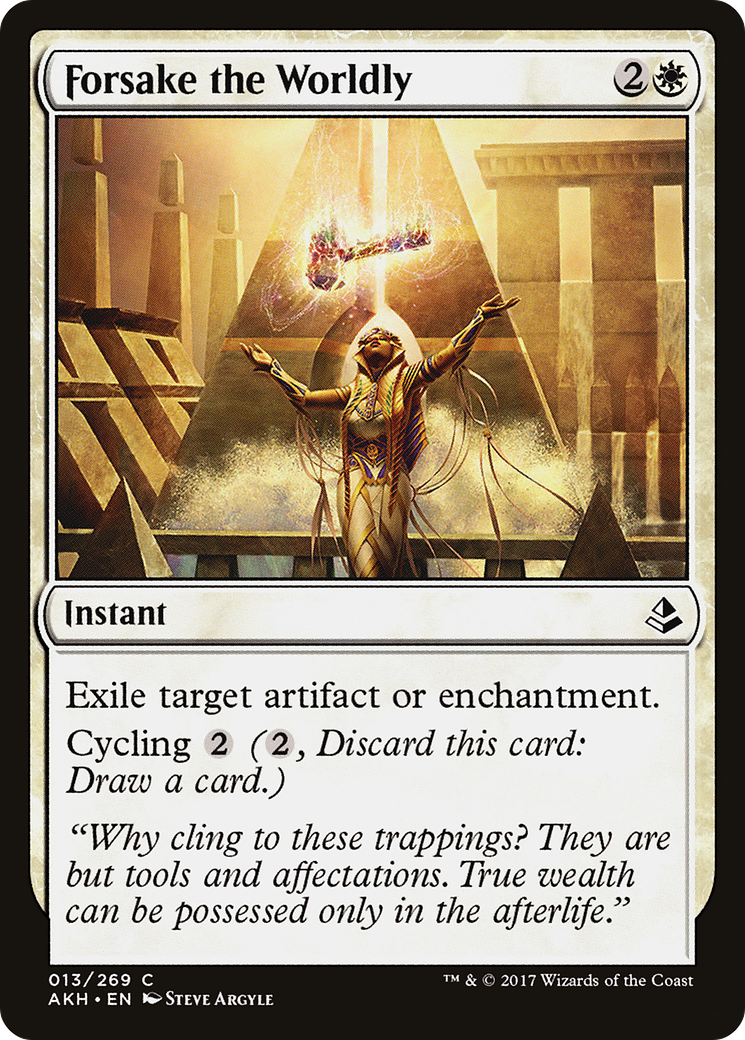 Forsake the Worldly 2
Instant
Exile target artifact or enchantment.
Cycling 2 (2, Discard this card:
Draw a card.)
“Why cling to these trappings? They are
but tools and affectations. True wealth
can be possessed only in the afterlife.”
013/269 C
AKH • EN Steve Argyle
™ & © 2017 Wizards of the Coast